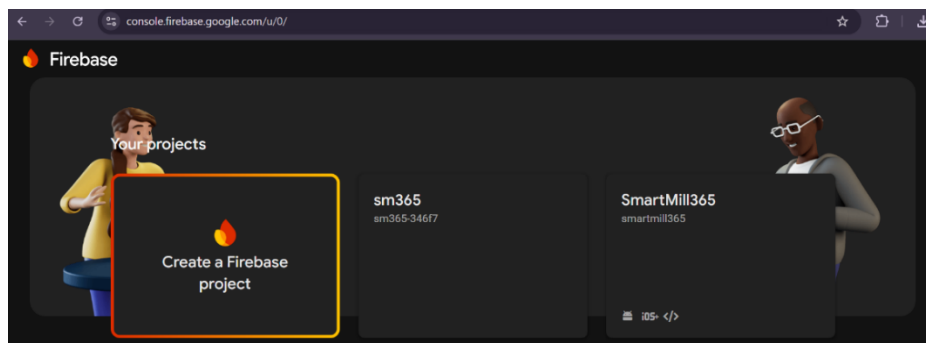 console.firebase.google.com/u/0/
Firebase
Your projects
Create a Firebase
project
sm365
sm365-346f7
SmartMill365
smartmill365
iOS+ </>